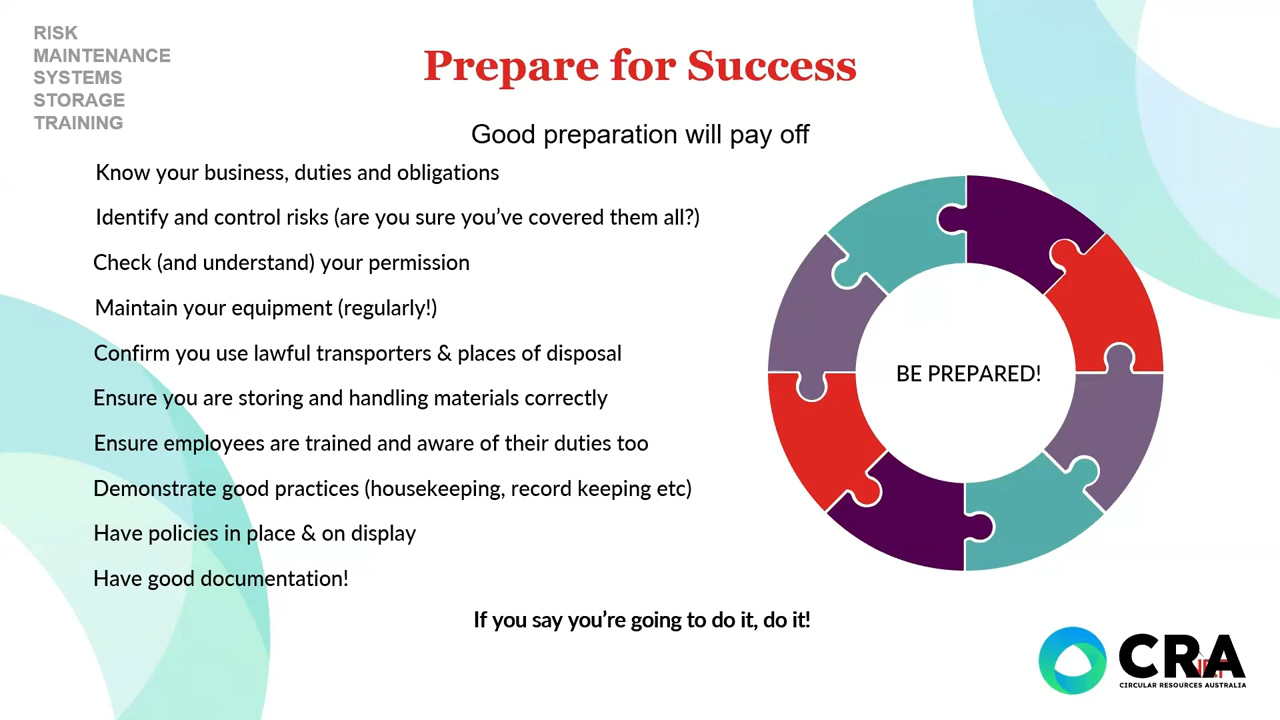 RISK
MAINTENANCE
SYSTEMS
STORAGE
TRAINING
Prepare for Success
Good preparation will pay off
Know your business, duties and obligations
Identify and control risks (are you sure you’ve covered them all?)
Check (and understand) your permission
Maintain your equipment (regularly!)
Confirm you use lawful transporters & places of disposal
Ensure you are storing and handling materials correctly
Ensure employees are trained and aware of their duties too
Demonstrate good practices (housekeeping, record keeping etc)
Have policies in place & on display
Have good documentation!
BE PREPARED!
If you say you’re going to do it, do it!
CRA
CIRCULAR RESOURCES AUSTRALIA